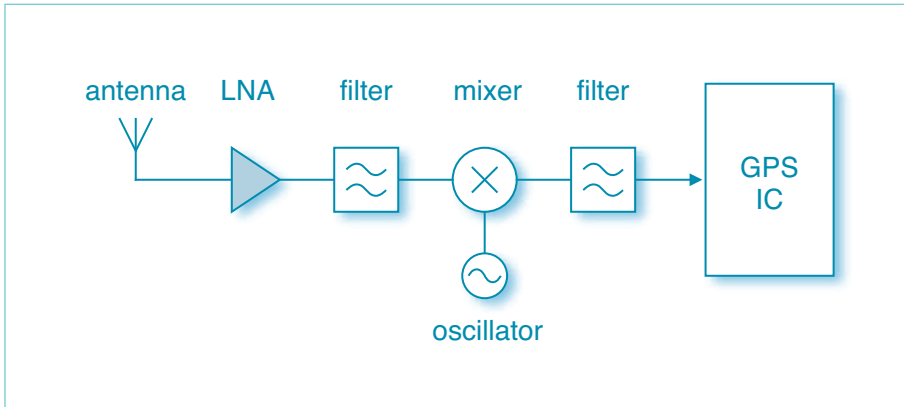 antenna
LNA
filter
mixer
filter
GPS
IC
oscillator